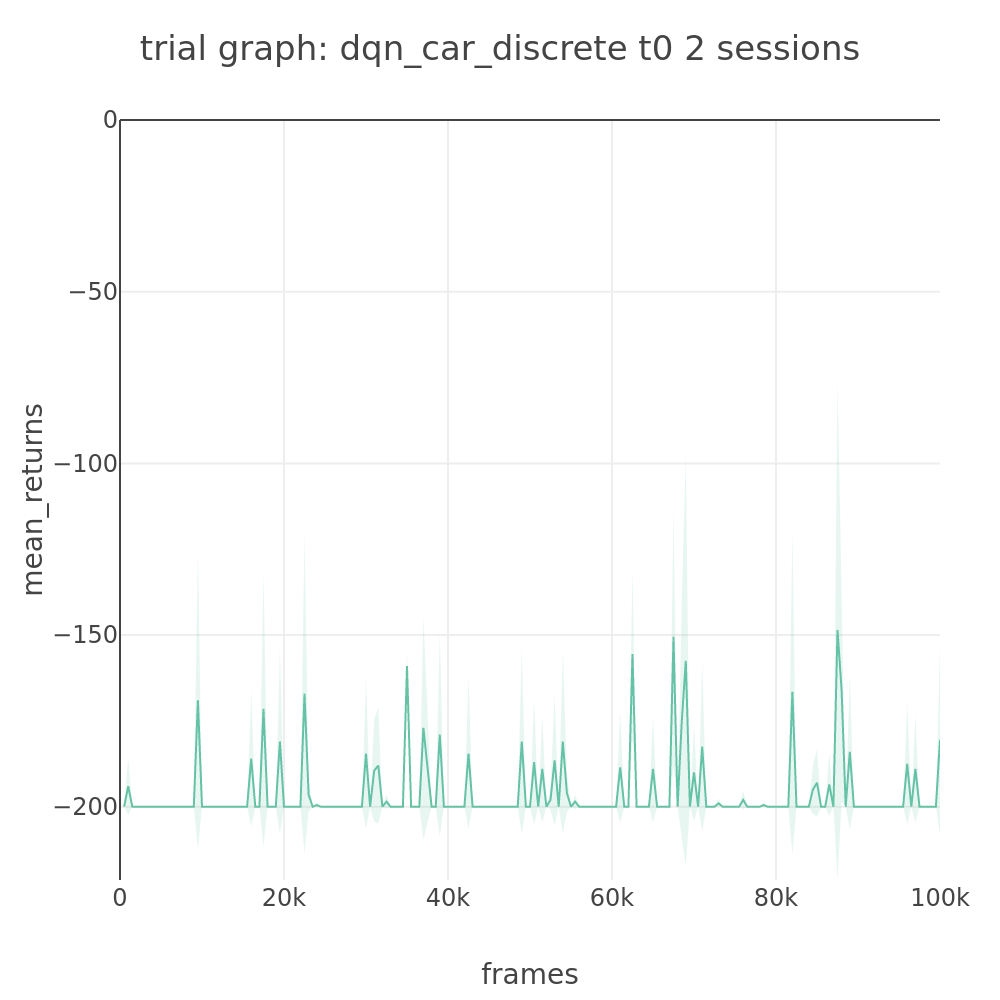 trial graph: dqn_car_discrete t0 2 sessions
0
−50
−100
−150
−200
mean_returns
0
20k
40k
60k
80k
100k
frames